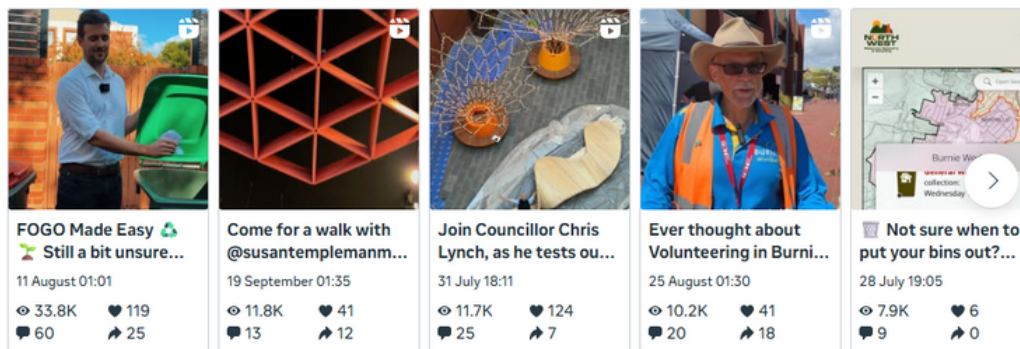 FOGO Made Easy ♻️
🌱 Still a bit unsure...
11 August 01:01
33.8K 119
60 25
Come for a walk with
@susantemplemanm...
19 September 01:35
11.8K 41
13 12
Join Councillor Chris
Lynch, as he tests ou...
31 July 18:11
11.7K 124
25 7
Ever thought about
Volunteering in Burni...
25 August 01:30
10.2K 41
20 18
NORTH
WEST
Burnie We
collection:
Wednesday
🗑️ Not sure when to
put your bins out?...
28 July 19:05
7.9K 6
9 0